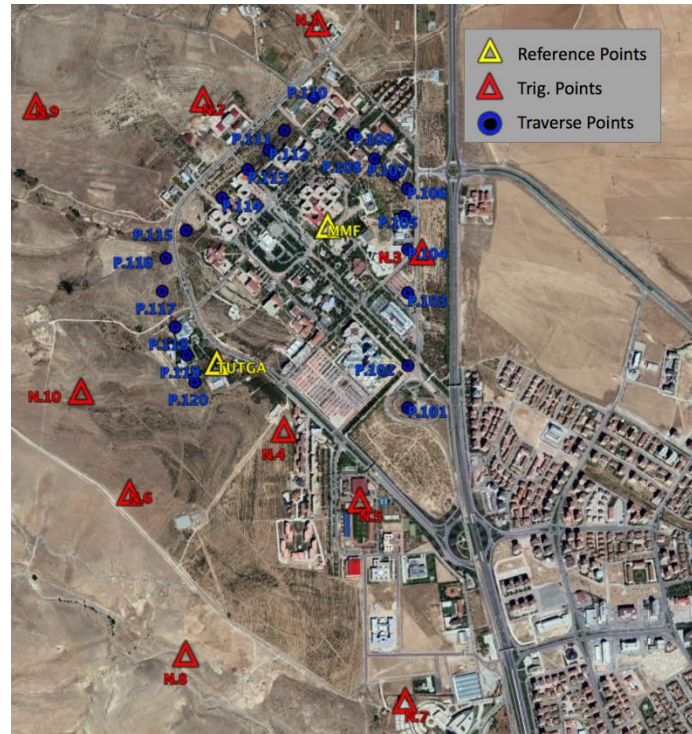 N.1
Reference Points
Trig. Points
Traverse Points
P.110
N.9
N.2
P.111
P.109
P.112
P.108
P.107
P.113
P.106
P.114
P.105
MMF
P.115
P.104
N.3
P.116
P.103
P.117
P.118
P.102
TUTGA
P.119
N.10
P.120
P.101
N.4
N.6
N.5
N.8
N.7